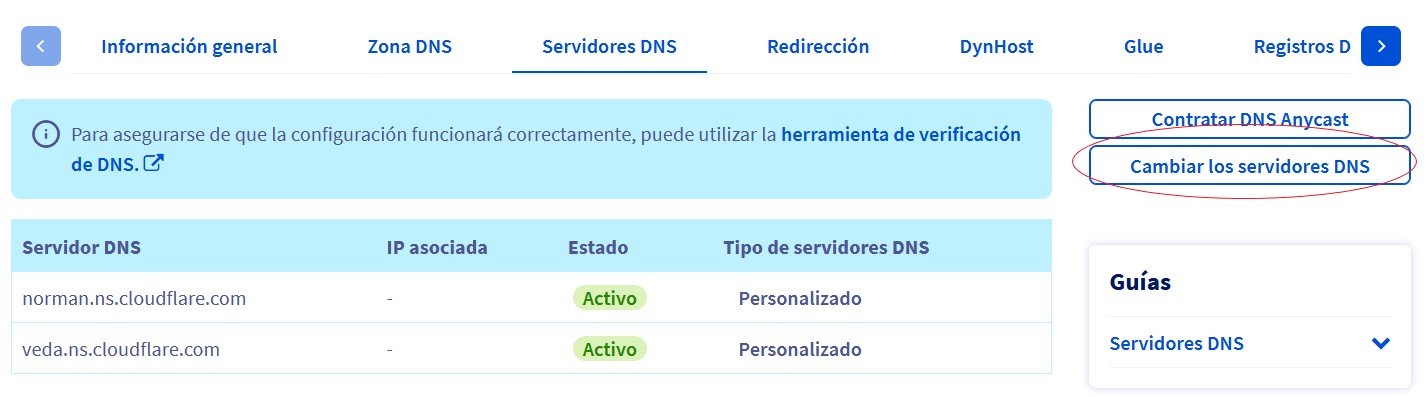 Información general Zona DNS Servidores DNS Redirección DynHost Glue Registros D
Para asegurarse de que la configuración funcionará correctamente, puede utilizar la herramienta de verificación
de DNS.
Contratar DNS Anycast
Cambiar los servidores DNS
Servidor DNS IP asociada Estado Tipo de servidores DNS
norman.ns.cloudflare.com - Activo Personalizado
veda.ns.cloudflare.com - Activo Personalizado
Guías
Servidores DNS